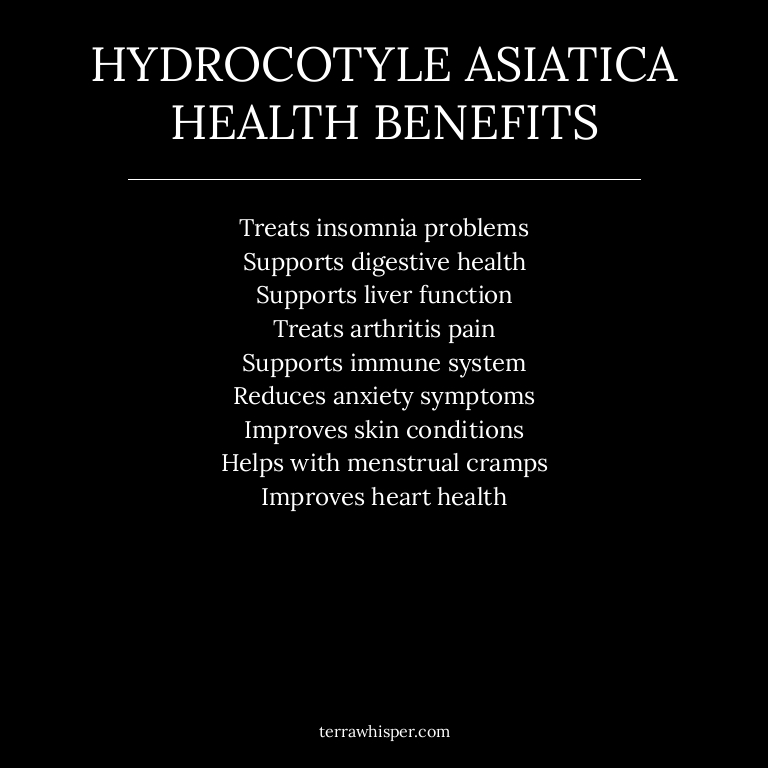 HYDROCOTYLE ASIATICA
HEALTH BENEFITS
Treats insomnia problems
Supports digestive health
Supports liver function
Treats arthritis pain
Supports immune system
Reduces anxiety symptoms
Improves skin conditions
Helps with menstrual cramps
Improves heart health
terrawhisper.com